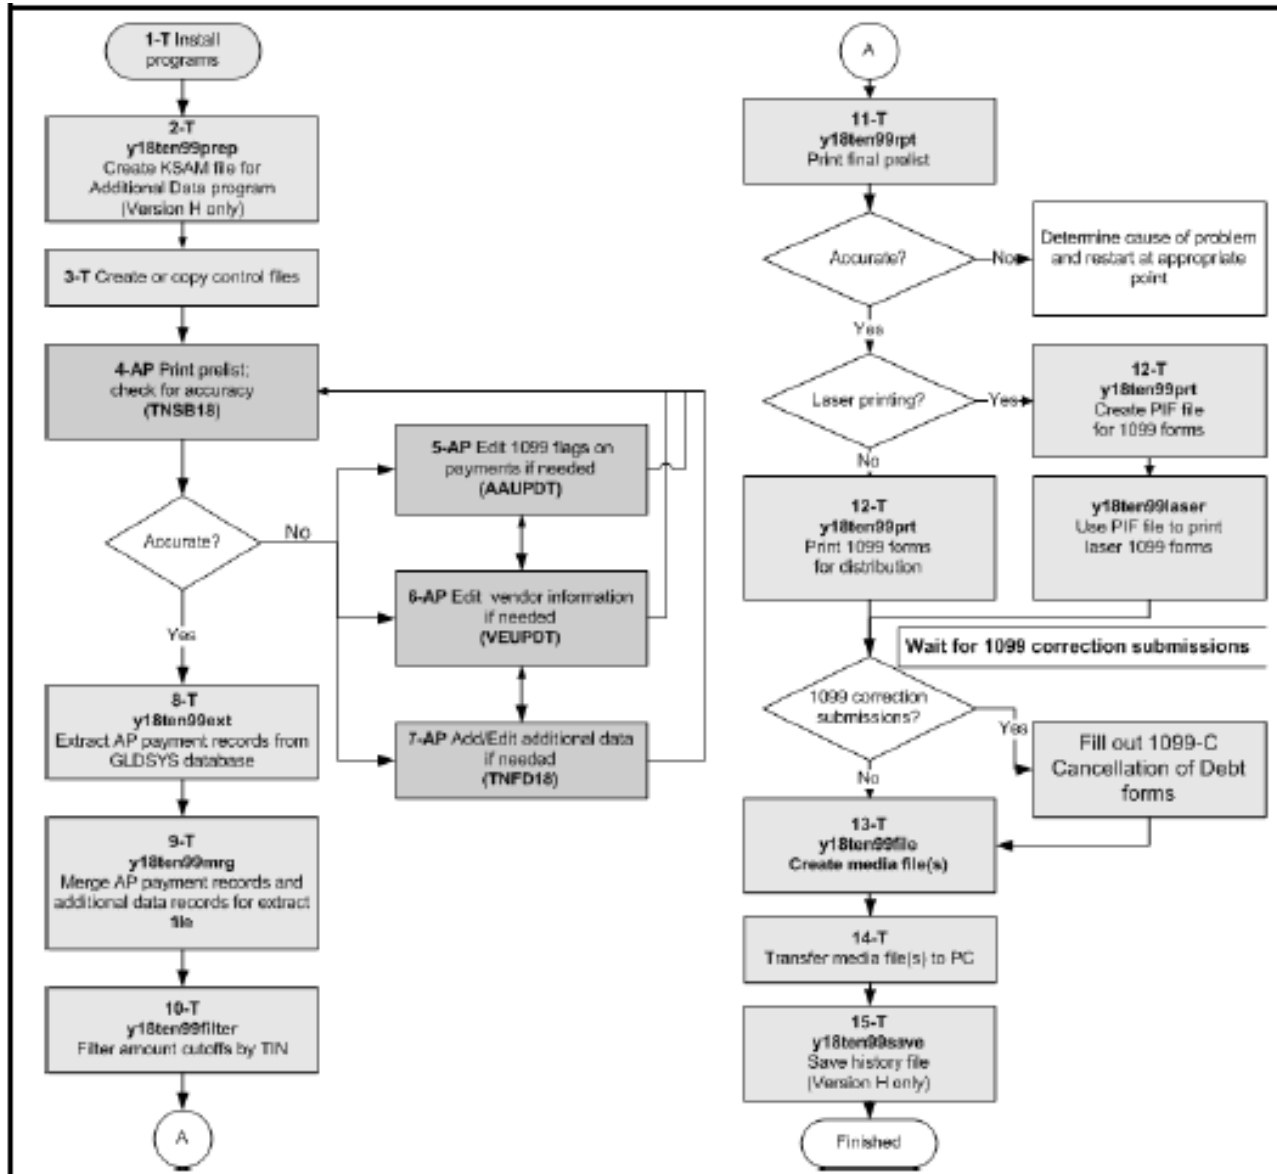 1-T Install
programs
2-T
y18ten99prep
Create KSAM file for
Additional Data program
(Version H only)
3-T Create or copy control files
4-AP Print prelist;
check for accuracy
(TNSB18)
Accurate?
No
Yes
5-AP Edit 1099 flags on
payments if needed
(AAUPDT)
6-AP Edit vendor information
if needed
(VEUPDT)
7-AP Add/Edit additional data
if needed
(TNFD18)
8-T
y18ten99ext
Extract AP payment records from
GLDSYS database
9-T
y18ten99mrg
Merge AP payment records and
additional data records for extract
file
10-T
y18ten99filter
Filter amount cutoffs by TIN
A
A
11-T
y18ten99rpt
Print final prelist
Accurate?
No
Determine cause of problem
and restart at appropriate
point
Yes
Laser printing?
Yes
12-T
y18ten99prt
Create PIF file
for 1099 forms
No
12-T
y18ten99prt
Print 1099 forms
for distribution
y18ten99laser
Use PIF file to print
laser 1099 forms
Wait for 1099 correction submissions
1099 correction
submissions?
Yes
Fill out 1099-C
Cancellation of Debt
forms
No
13-T
y18ten99file
Create media file(s)
14-T
Transfer media file(s) to PC
15-T
y18ten99save
Save history file
(Version H only)
Finished